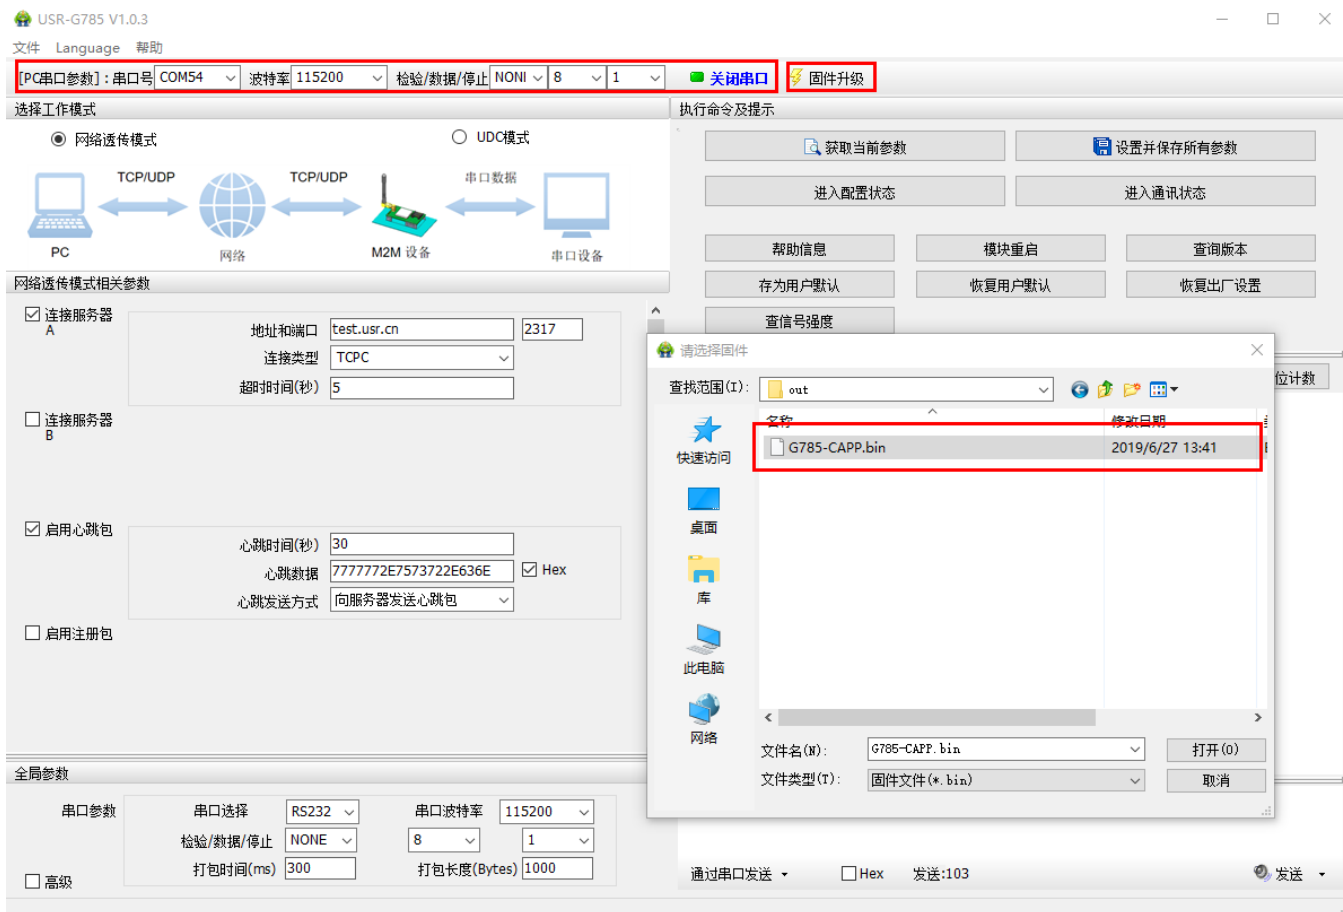 USR-G785 V1.0.3
文件 Language 帮助
[PC串口参数]：串口号 COM54 波特率 115200 检验/数据/停止 NONI 8 1 关闭串口 固件升级
选择工作模式
网络透传模式 UDC模式
TCP/UDP TCP/UDP 串口数据
PC 网络 M2M 设备 串口设备
网络透传模式相关参数
连接服务器
A
地址和端口 test.usr.cn 2317
连接类型 TCPC
超时时间(秒) 5
连接服务器
B
启用心跳包
心跳时间(秒) 30
心跳数据 7777772E7573722E636E Hex
心跳发送方式 向服务器发送心跳包
启用注册包
全局参数
串口参数 串口选择 RS232 串口波特率 115200
检验/数据/停止 NONE 8 1
打包时间(ms) 300 打包长度(Bytes) 1000
高级
执行命令及提示
获取当前参数 设置并保存所有参数
进入配置状态 进入通讯状态
帮助信息 模块重启 查询版本
存为用户默认 恢复用户默认 恢复出厂设置
查信号强度
位计数
请选择固件
查找范围(I): out
名称 修改日期
G785-CAPP.bin 2019/6/27 13:41
快速访问
桌面
库
此电脑
网络
文件名(N): G785-CAPP.bin 打开(O)
文件类型(T): 固件文件(*.bin) 取消
通过串口发送 Hex 发送:103 发送